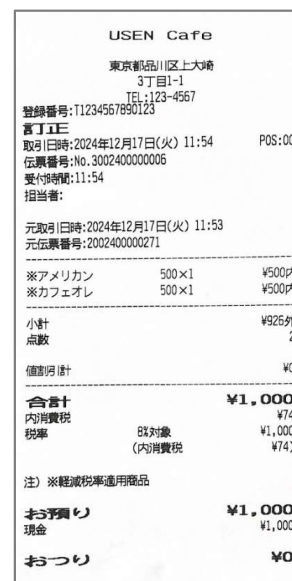 USEN Cafe
東京都品川区上大崎
3丁目1-1
TEL:123-4567
登録番号:T1234567890123
訂正
取引日時:2024年12月17日(火) 11:54 POS:00
伝票番号:No.3002400000006
受付時間:11:54
担当者:
元取引日時:2024年12月17日(火) 11:53
元伝票番号:2002400000271
※アメリカン 500×1 ¥500内
※カフェオレ 500×1 ¥500内
小計 ¥926外
点数 2
値割引計 ¥0
合計 ¥1,000
内消費税 ¥74
税率 8%対象 ¥1,000
(内消費税 ¥74)
注) ※軽減税率適用商品
お預り ¥1,000
現金 ¥1,000
おつり ¥0